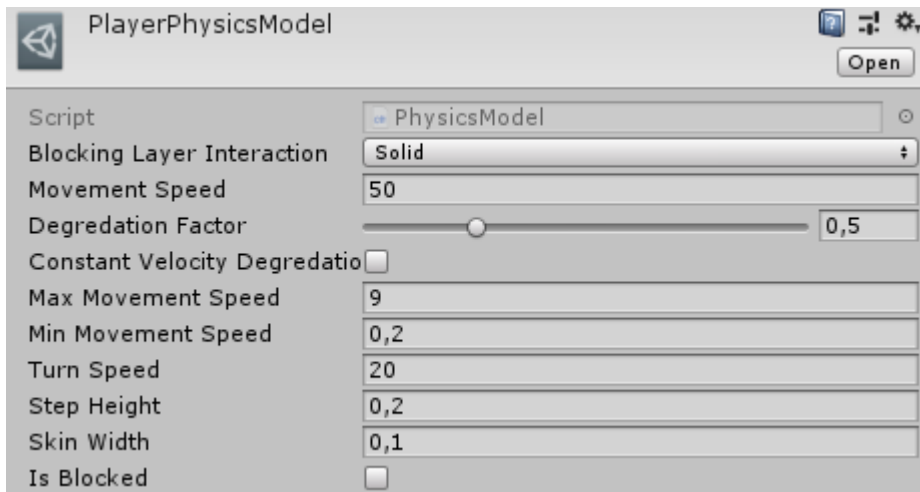 PlayerPhysicsModel
Open
Script PhysicsModel
Blocking Layer Interaction Solid
Movement Speed 50
Degredation Factor 0,5
Constant Velocity Degredatio
Max Movement Speed 9
Min Movement Speed 0,2
Turn Speed 20
Step Height 0,2
Skin Width 0,1
Is Blocked